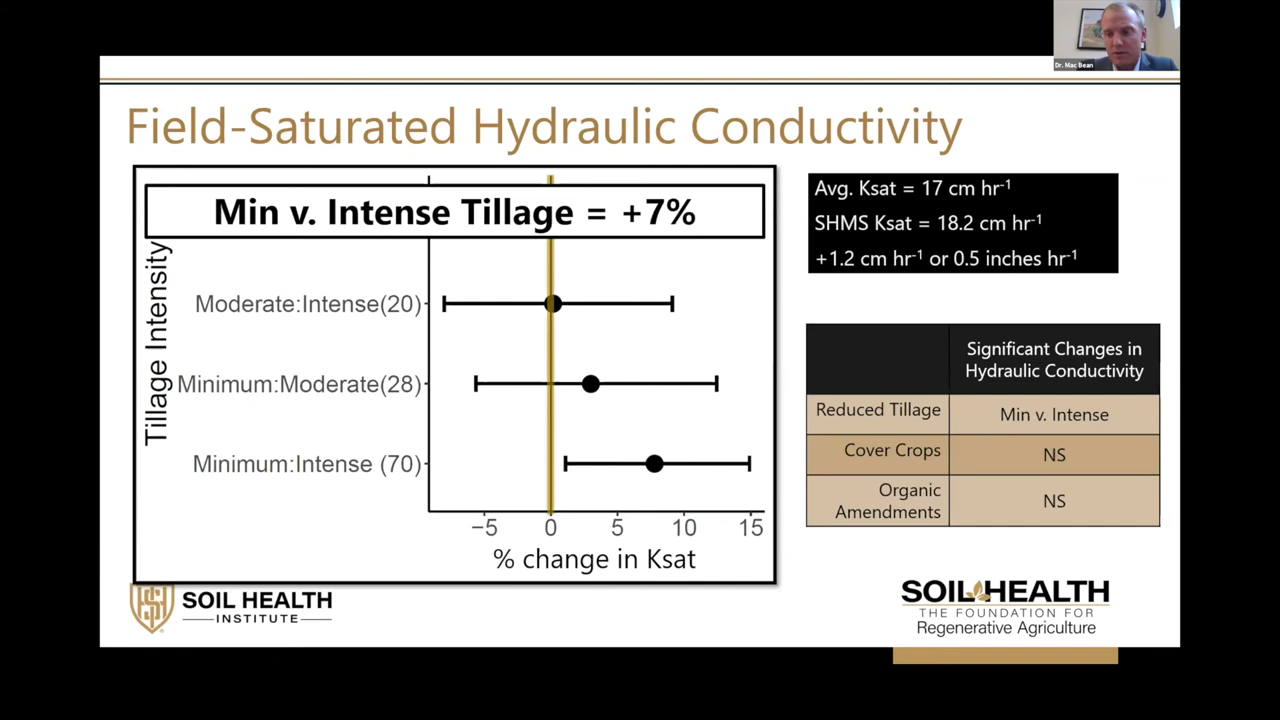 Dr. Mac Bean
Field-Saturated Hydraulic Conductivity
Min v. Intense Tillage = +7%
Tillage Intensity
Moderate:Intense(20)
Minimum:Moderate(28)
Minimum:Intense (70)
−5 0 5 10 15
% change in Ksat
Avg. Ksat = 17 cm hr-1
SHMS Ksat = 18.2 cm hr-1
+1.2 cm hr-1 or 0.5 inches hr-1
Significant Changes in
Hydraulic Conductivity
Reduced Tillage Min v. Intense
Cover Crops NS
Organic
Amendments NS
SOIL HEALTH
INSTITUTE
SOIL HEALTH
THE FOUNDATION FOR
Regenerative Agriculture